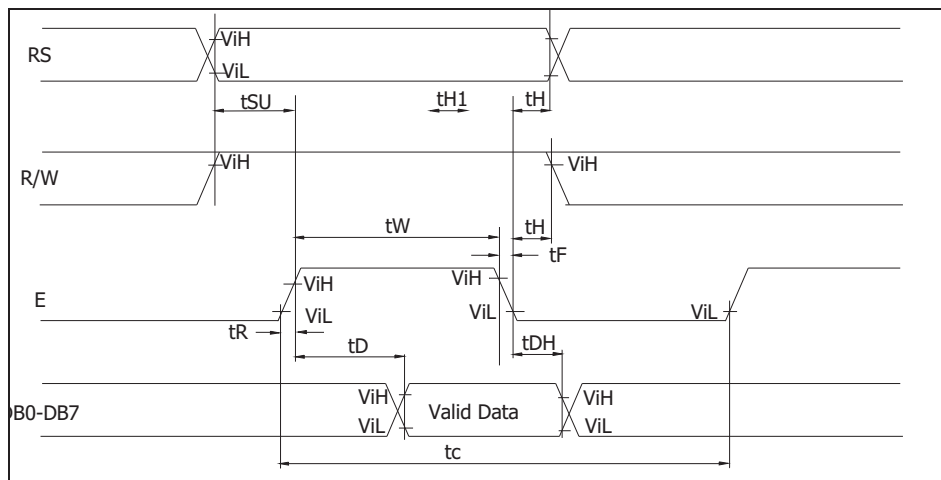 ViH
RS
ViL
tSU
tH1
tH
ViH
ViH
R/W
tW
tH
tF
ViH
ViH
E
ViL
ViL
ViL
tR
tD
tDH
ViH
ViH
DB0-DB7
Valid Data
ViL
ViL
tc